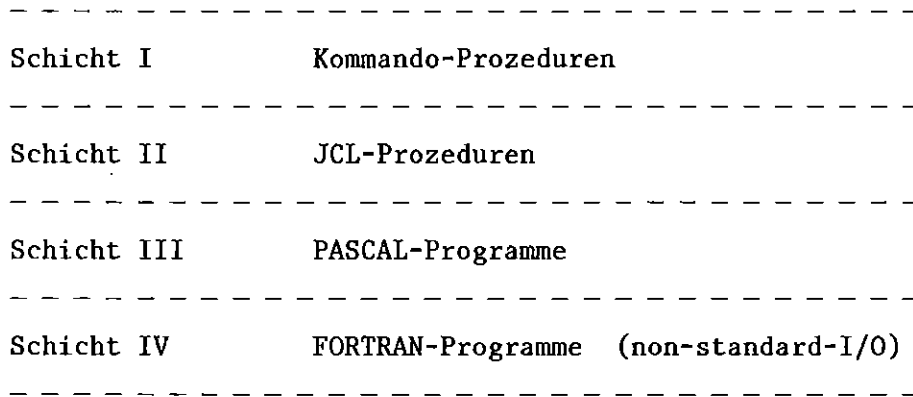 Schicht I Kommando-Prozeduren
Schicht II JCL-Prozeduren
Schicht III PASCAL-Programme
Schicht IV FORTRAN-Programme (non-standard-I/O)